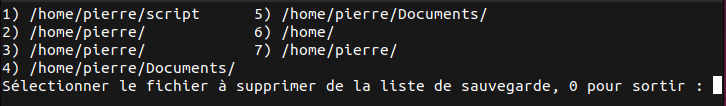 1) /home/pierre/script 5) /home/pierre/Documents/
2) /home/pierre/ 6) /home/
3) /home/pierre/ 7) /home/pierre/
4) /home/pierre/Documents/
Sélectionner le fichier à supprimer de la liste de sauvegarde, 0 pour sortir :